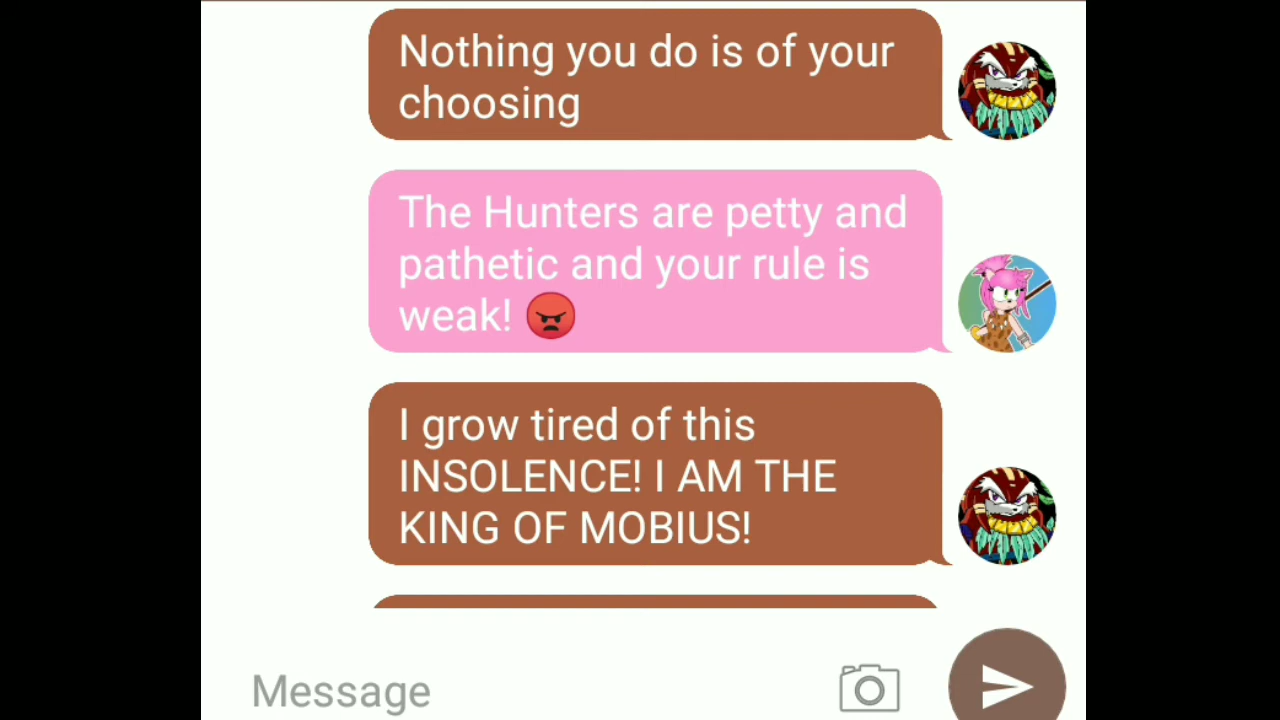 Nothing you do is of your
choosing
The Hunters are petty and
pathetic and your rule is
weak! 😡
I grow tired of this
INSOLENCE! I AM THE
KING OF MOBIUS!
Message